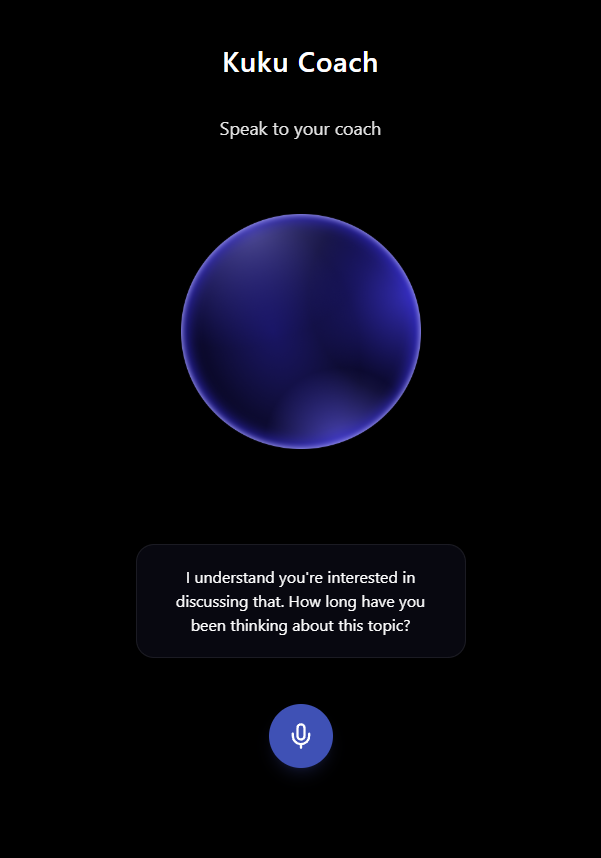 Kuku Coach
Speak to your coach
I understand you're interested in
discussing that. How long have you
been thinking about this topic?